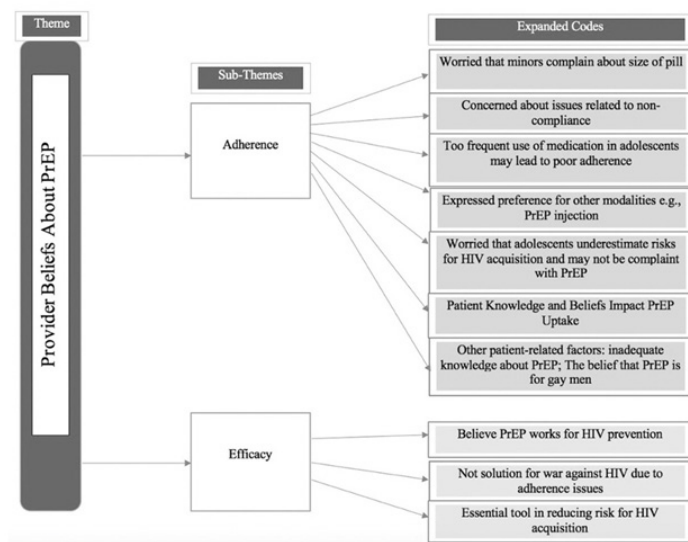 Theme
Expanded Codes
Sub-Themes
Provider Beliefs About PrEP
Adherence
Worried that minors complain about size of pill
Concerned about issues related to non-
compliance
Too frequent use of medication in adolescents
may lead to poor adherence
Expressed preference for other modalities e.g.,
PrEP injection
Worried that adolescents underestimate risks
for HIV acquisition and may not be complaint
with PrEP
Patient Knowledge and Beliefs Impact PrEP
Uptake
Other patient-related factors: inadequate
knowledge about PrEP; The belief that PrEP is
for gay men
Efficacy
Believe PrEP works for HIV prevention
Not solution for war against HIV due to
adherence issues
Essential tool in reducing risk for HIV
acquisition